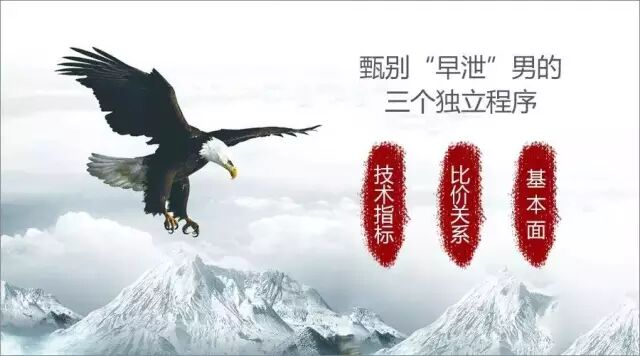 甄别“早泄”男的
三个独立程序
技术指标
比价关系
基本面